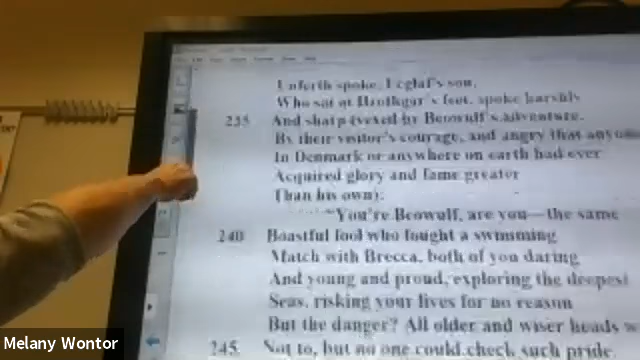 Unferth spoke, Ecglaf's son,
Who sat at Hrothgar's feet, spoke harshly
235 And sharp (vexed by Beowulf's adventure,
By their visitor's courage, and angry that anyone
In Denmark or anywhere on earth had ever
Acquired glory and fame greater
Than his own):
"You're Beowulf, are you—the same
240 Boastful fool who fought a swimming
Match with Brecca, both of you daring
And young and proud, exploring the deepest
Seas, risking your lives for no reason
But the danger? All older and wiser heads
245 Not to, but no one could check such pride.
Melany Wontor